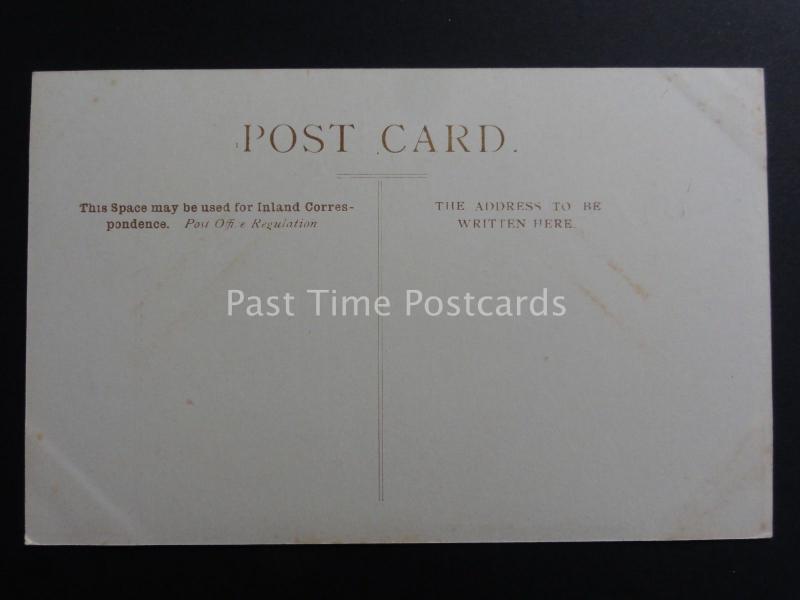 POST CARD.
This Space may be used for Inland Corres-
pondence. Post Office Regulation
THE ADDRESS TO BE
WRITTEN HERE.
Past Time Postcards